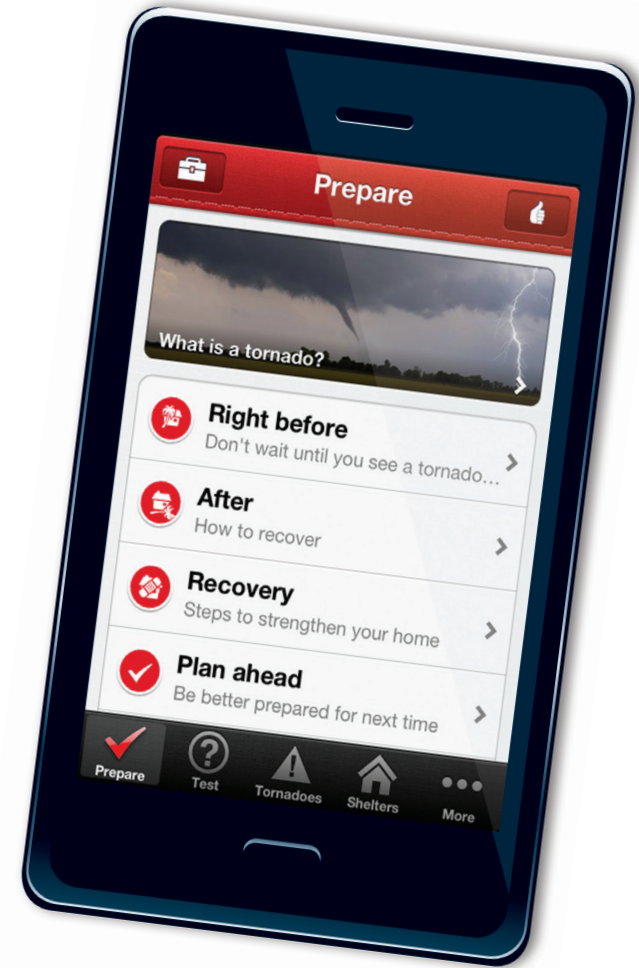 Prepare
What is a tornado?
Right before
Don't wait until you see a tornado...
After
How to recover
Recovery
Steps to strengthen your home
Plan ahead
Be better prepared for next time
Prepare
Test
Tornadoes
Shelters
More